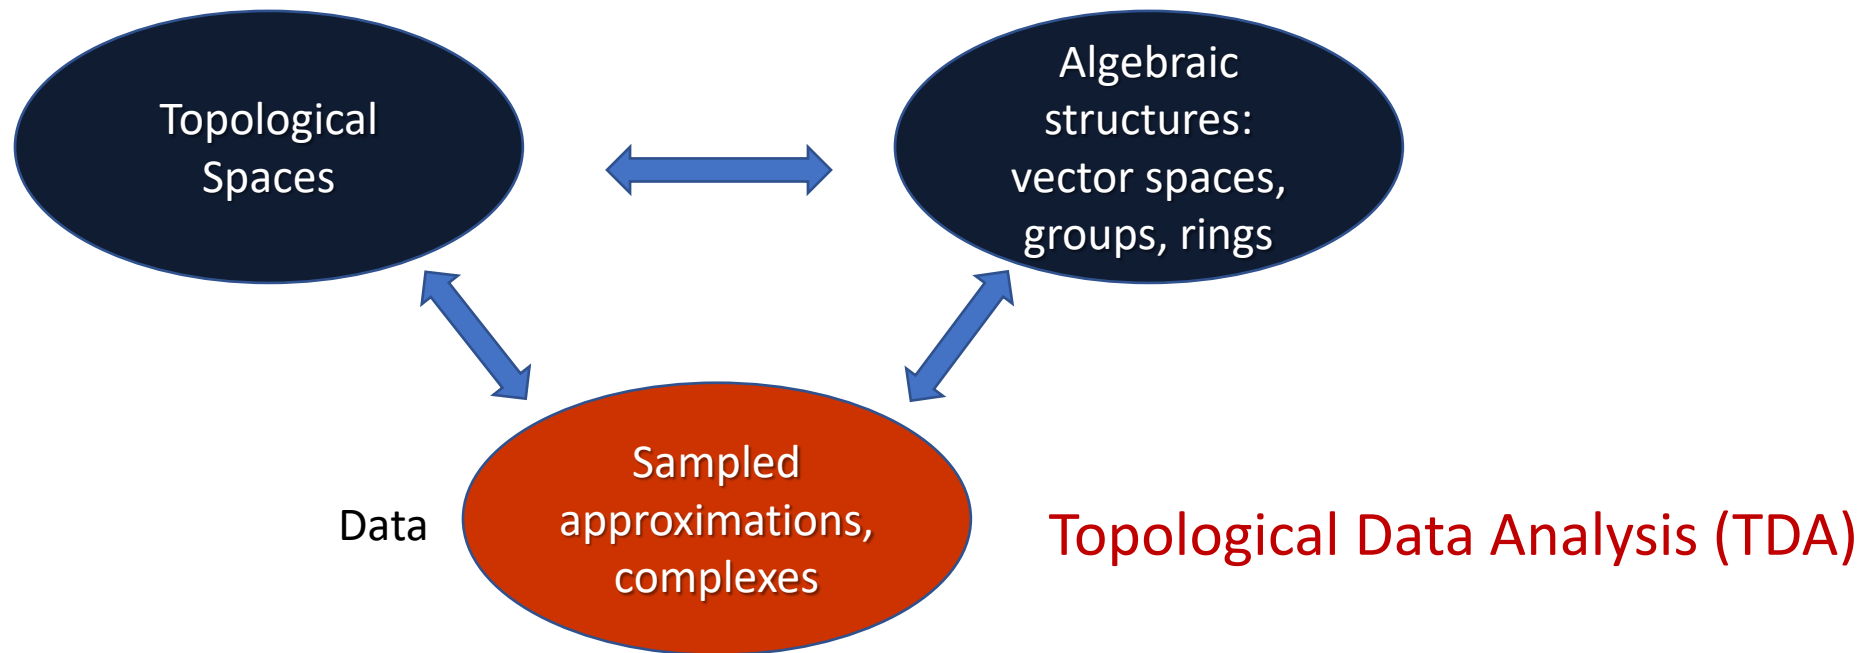 Topological
Spaces
Algebraic
structures:
vector spaces,
groups, rings
Sampled
approximations,
complexes
Data
Topological Data Analysis (TDA)